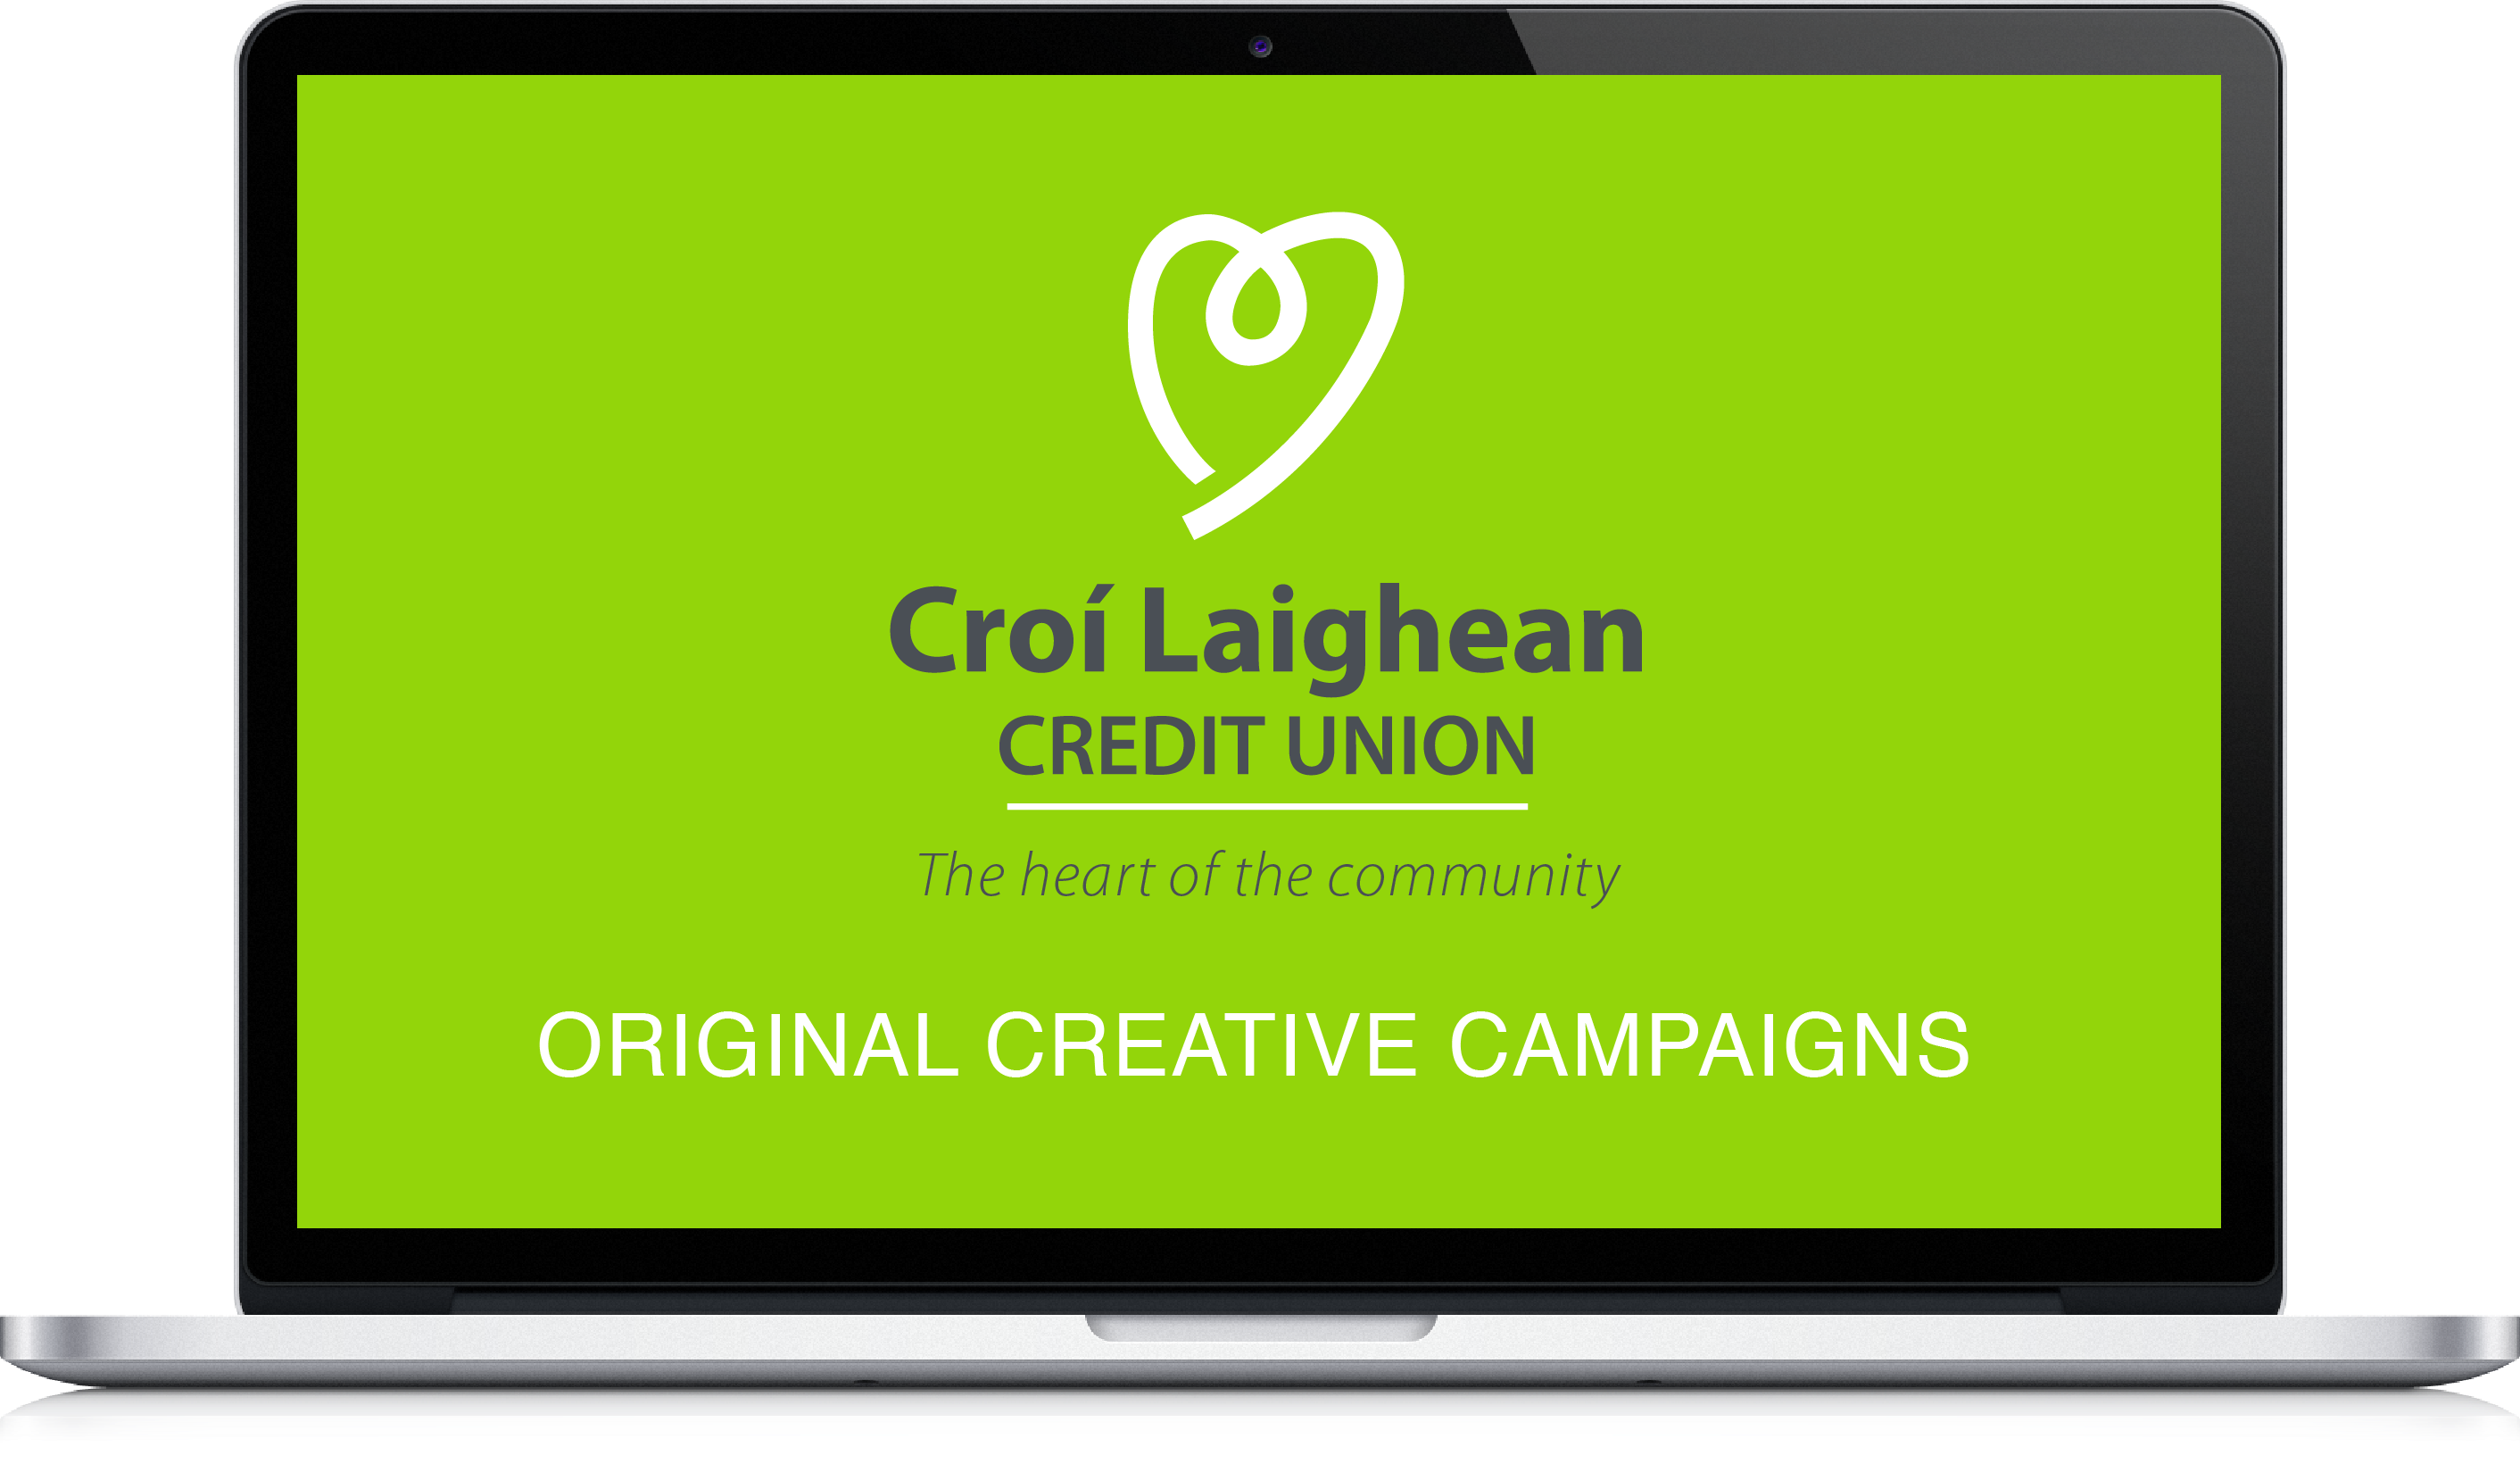 Croí Laighean
CREDIT UNION
The heart of the community
ORIGINAL CREATIVE CAMPAIGNS